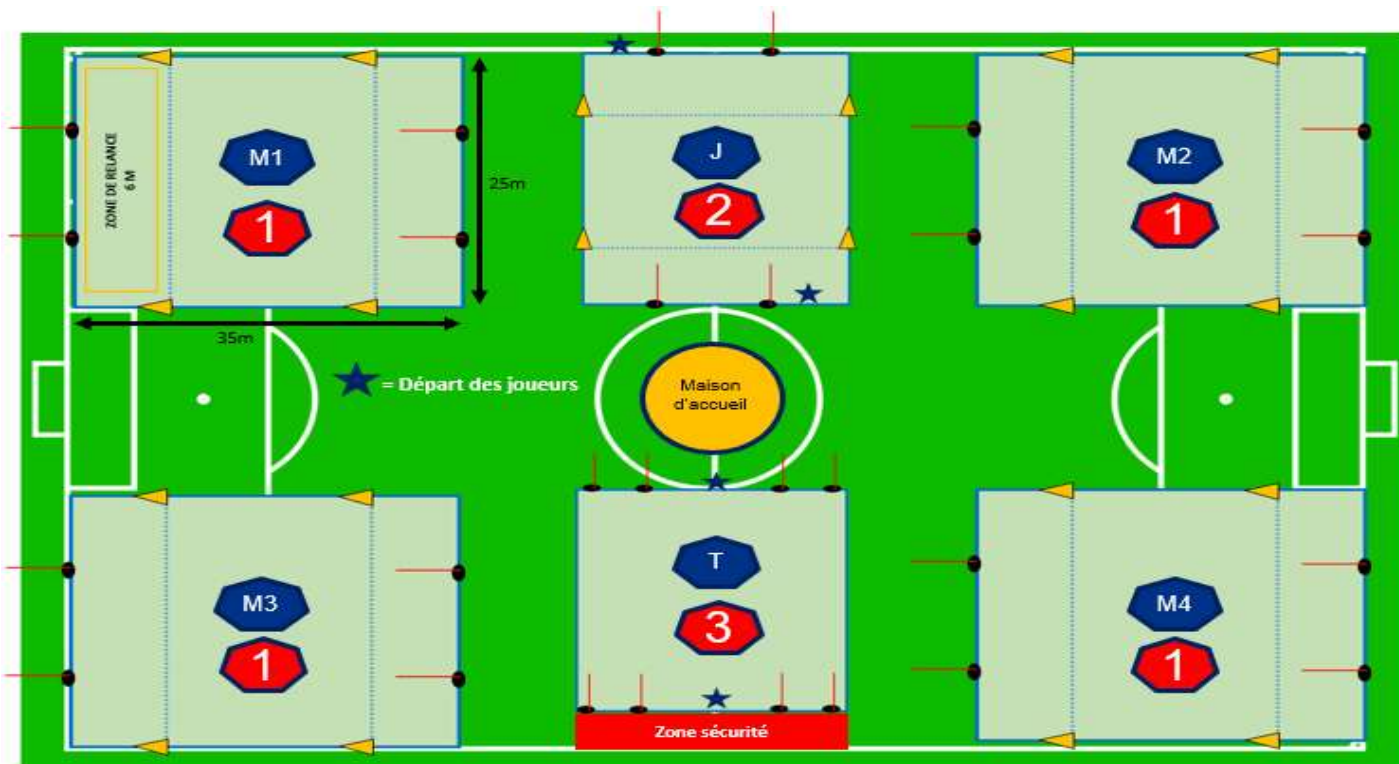 M1
1
ZONE DE RELANCE
6 M
25m
35m
J
2
M2
1
= Départ des joueurs
Maison
d'accueil
M3
1
T
3
Zone sécurité
M4
1